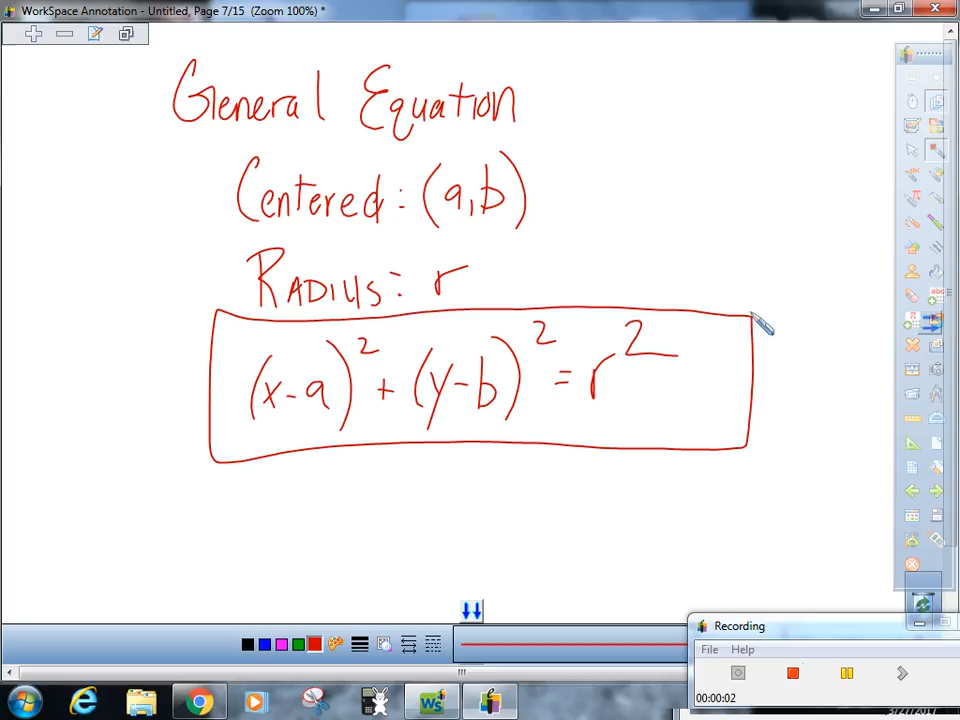 WorkSpace Annotation - Untitled, Page 7/15 (Zoom 100%) *
General Equation
Centered: (a,b)
Radius: r
(x-a)² + (y-b)² = r²
Recording
File Help
00:00:02